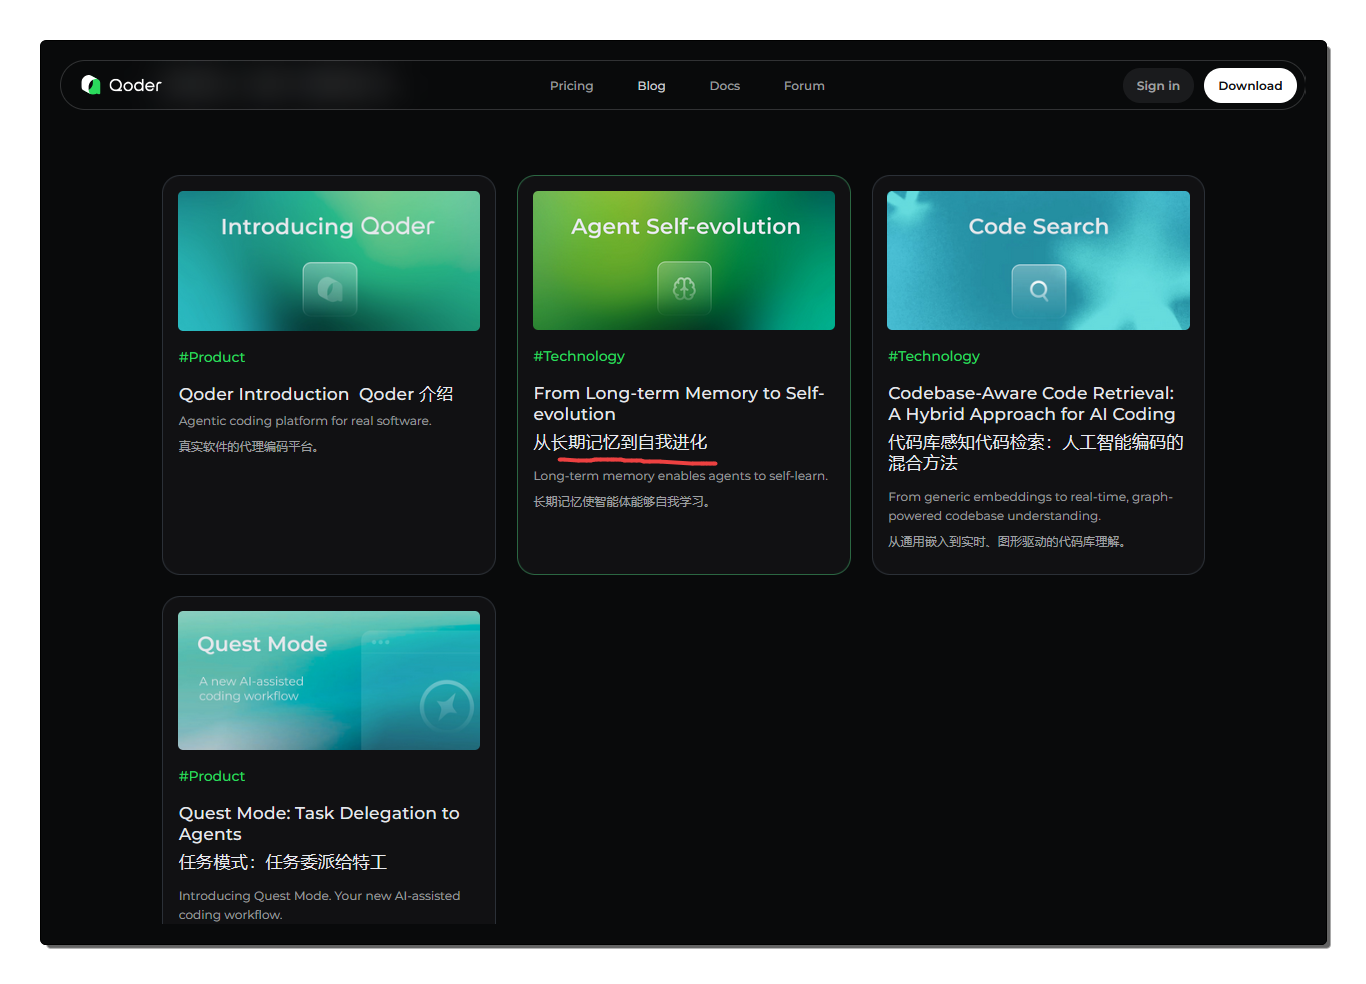 Qoder
Pricing
Blog
Docs
Forum
Sign in
Download
Introducing Qoder
#Product
Qoder Introduction  Qoder 介绍
Agentic coding platform for real software.
真实软件的代理编码平台。
Agent Self-evolution
#Technology
From Long-term Memory to Self-
evolution
从长期记忆到自我进化
Long-term memory enables agents to self-learn.
长期记忆使智能体能够自我学习。
Code Search
#Technology
Codebase-Aware Code Retrieval:
A Hybrid Approach for AI Coding
代码库感知代码检索：人工智能编码的
混合方法
From generic embeddings to real-time, graph-
powered codebase understanding.
从通用嵌入到实时、图形驱动的代码库理解。
Quest Mode
A new AI-assisted
coding workflow
#Product
Quest Mode: Task Delegation to
Agents
任务模式：任务委派给特工
Introducing Quest Mode. Your new AI-assisted
coding workflow.